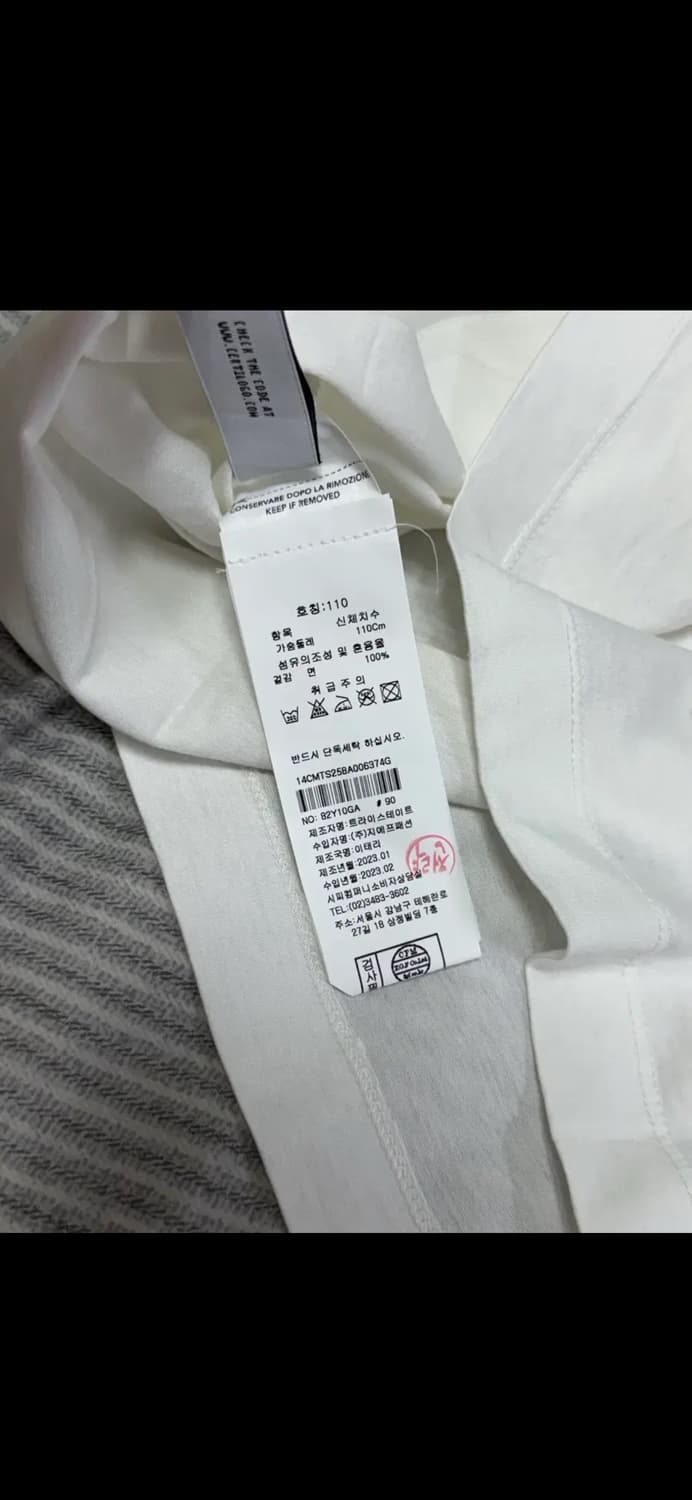 CHECK THE CODE AT
WWW.CERTILOGO.COM
CONSERVARE DOPO LA RIMOZIONE
KEEP IF REMOVED
호칭:110
항목 신체치수
가슴둘레 110Cm
섬유의조성 및 혼용율
겉감 면 100%
취급주의
반드시 단독세탁 하십시오.
14CMTS258A006374G
NO: 82Y10GA # 90
제조자명:트라이스테이트
수입자명:(주)지에프패션
제조국명:이태리
제조년월:2023.01
수입년월:2023.02
시피컴퍼니소비자상담실
TEL:(02)3483-3602
주소:서울시 강남구 테헤란로
27길 18 삼정빌딩 7층
검사필